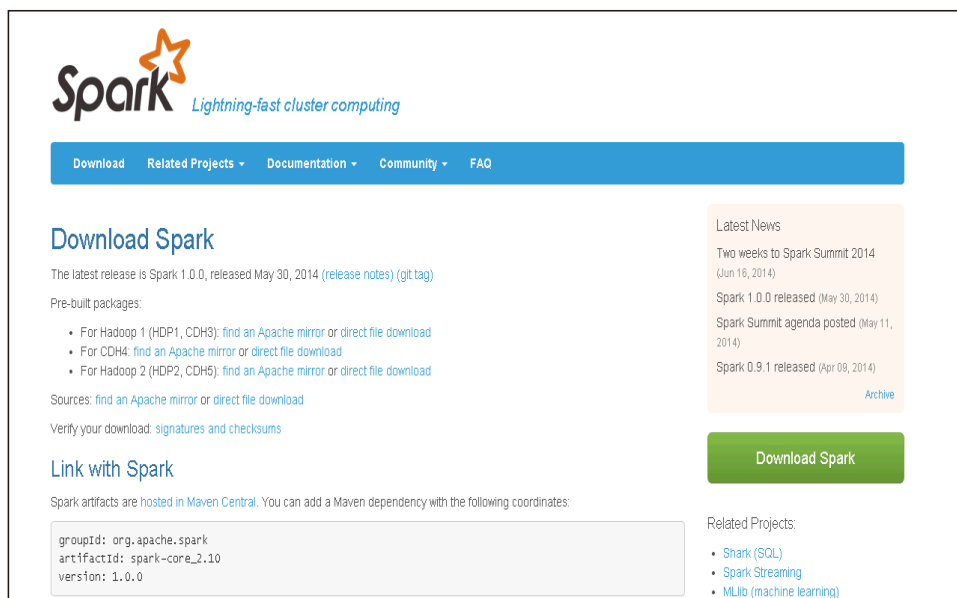 Spark Lightning-fast cluster computing
Download Related Projects Documentation Community FAQ
Download Spark
The latest release is Spark 1.0.0, released May 30, 2014 (release notes) (git tag)
Pre-built packages:
• For Hadoop 1 (HDP1, CDH3): find an Apache mirror or direct file download
• For CDH4: find an Apache mirror or direct file download
• For Hadoop 2 (HDP2, CDH5): find an Apache mirror or direct file download
Sources: find an Apache mirror or direct file download
Verify your download: signatures and checksums
Link with Spark
Spark artifacts are hosted in Maven Central. You can add a Maven dependency with the following coordinates:
groupId: org.apache.spark
artifactId: spark-core_2.10
version: 1.0.0
Latest News
Two weeks to Spark Summit 2014
(Jun 16, 2014)
Spark 1.0.0 released (May 30, 2014)
Spark Summit agenda posted (May 11,
2014)
Spark 0.9.1 released (Apr 09, 2014)
Archive
Download Spark
Related Projects:
• Shark (SQL)
• Spark Streaming
• MLlib (machine learning)